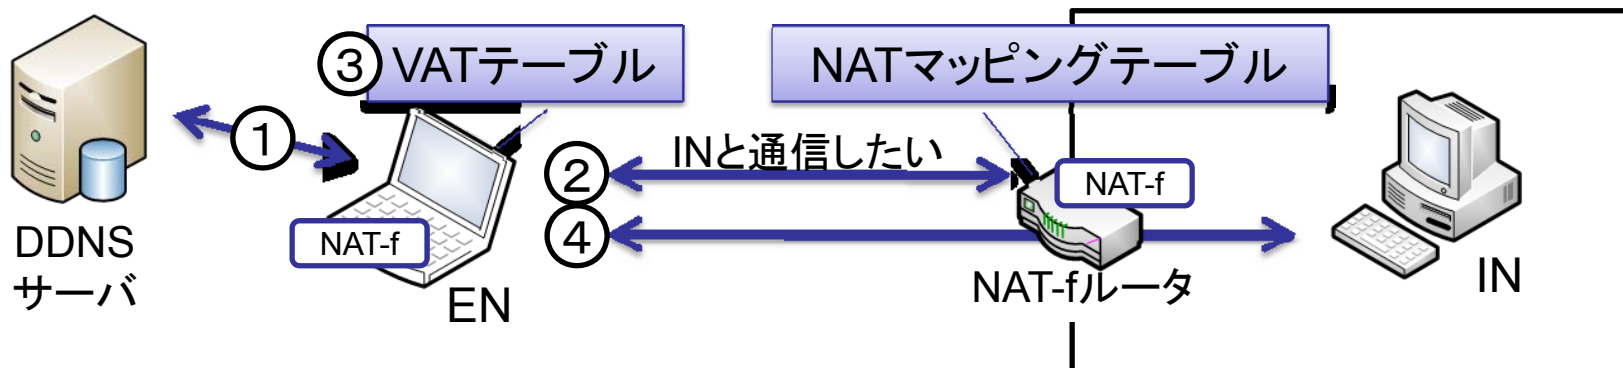 ③ VATテーブル
NATマッピングテーブル
①
INと通信したい
②
NAT-f
④
NAT-f
DDNS
サーバ
EN
NAT-fルータ
IN